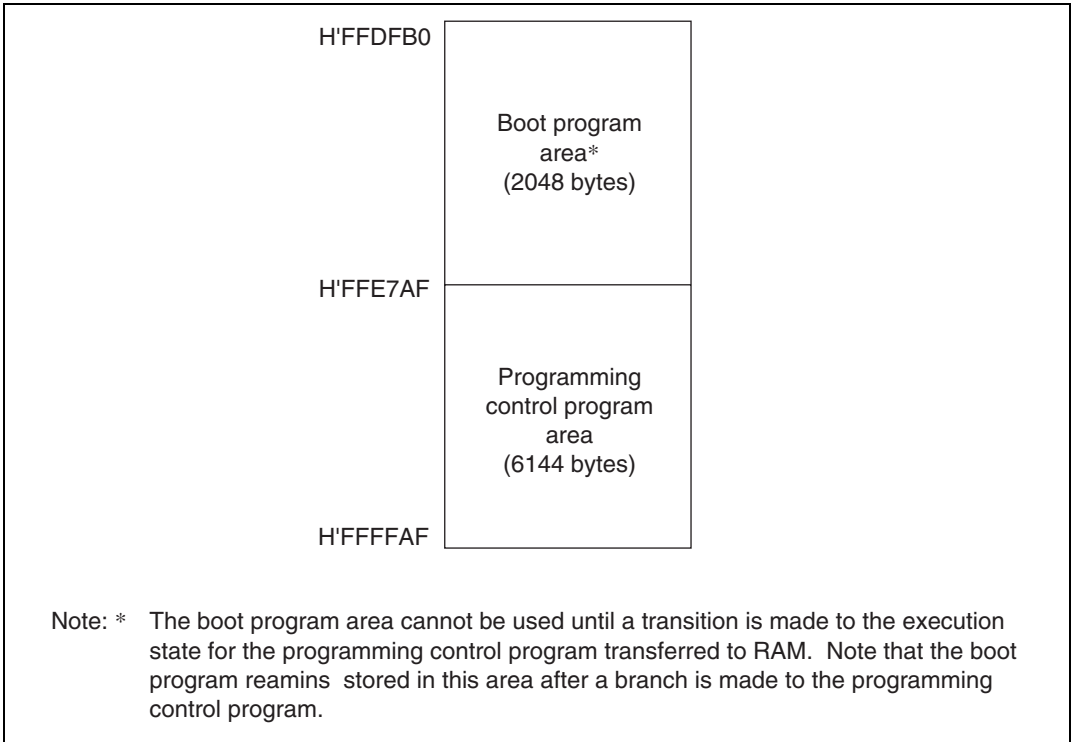 H'FFDFB0
Boot program
area*
(2048 bytes)
H'FFE7AF
Programming
control program
area
(6144 bytes)
H'FFFFAF
Note: * The boot program area cannot be used until a transition is made to the execution
state for the programming control program transferred to RAM. Note that the boot
program reamins stored in this area after a branch is made to the programming
control program.